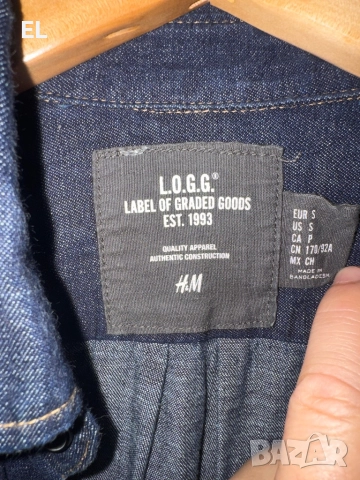 EL
L.O.G.G.®
LABEL OF GRADED GOODS
EST. 1993
QUALITY APPAREL
AUTHENTIC CONSTRUCTION
H&M
EUR S
US S
CA P
CN 170/92A
MX CH
MADE IN
BANGLADESH
BAZAR